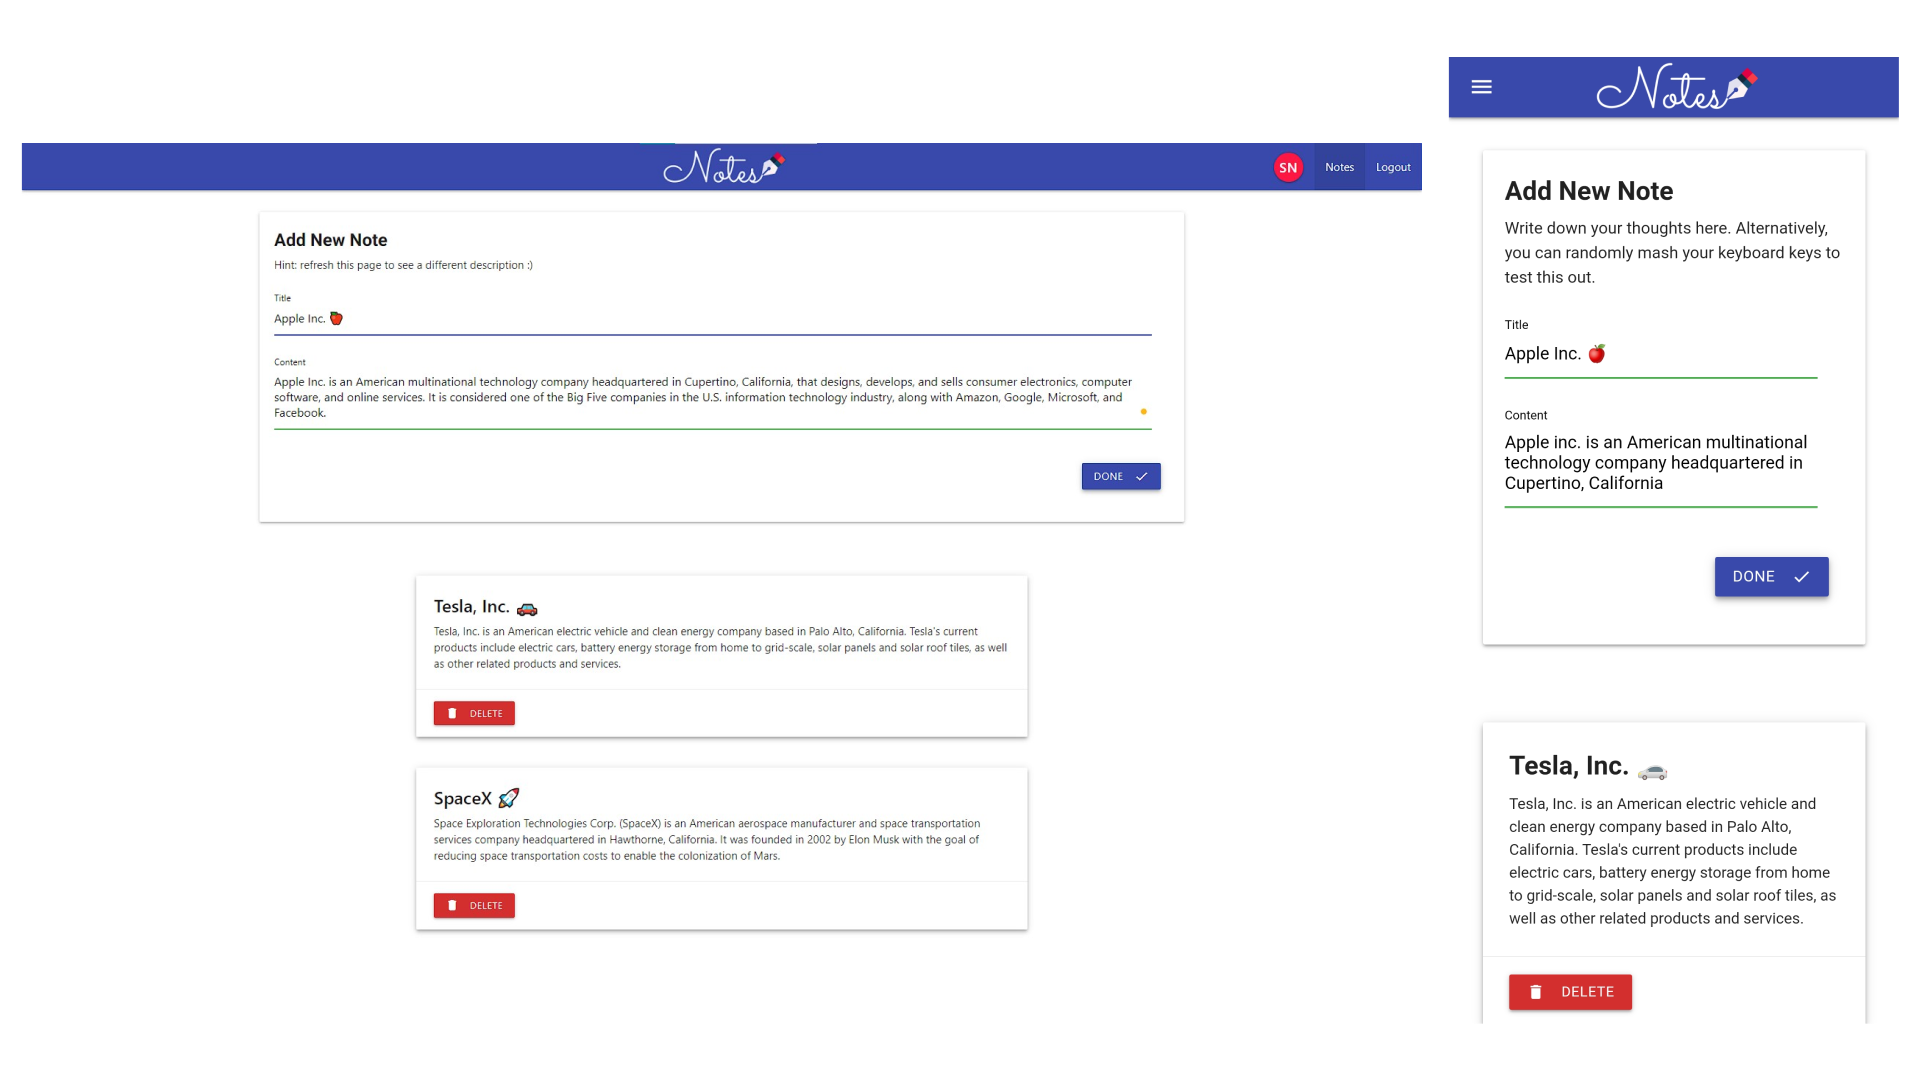 Notes
SN
Notes
Logout
Add New Note
Hint: refresh this page to see a different description :)
Title
Apple Inc. 🍎
Content
Apple Inc. is an American multinational technology company headquartered in Cupertino, California, that designs, develops, and sells consumer electronics, computer
software, and online services. It is considered one of the Big Five companies in the U.S. information technology industry, along with Amazon, Google, Microsoft, and
Facebook.
DONE
Tesla, Inc. 🚗
Tesla, Inc. is an American electric vehicle and clean energy company based in Palo Alto, California. Tesla's current
products include electric cars, battery energy storage from home to grid-scale, solar panels and solar roof tiles, as well
as other related products and services.
DELETE
SpaceX 🚀
Space Exploration Technologies Corp. (SpaceX) is an American aerospace manufacturer and space transportation
services company headquartered in Hawthorne, California. It was founded in 2002 by Elon Musk with the goal of
reducing space transportation costs to enable the colonization of Mars.
DELETE
Notes
Add New Note
Write down your thoughts here. Alternatively,
you can randomly mash your keyboard keys to
test this out.
Title
Apple Inc. 🍎
Content
Apple inc. is an American multinational
technology company headquartered in
Cupertino, California
DONE
Tesla, Inc. 🚗
Tesla, Inc. is an American electric vehicle and
clean energy company based in Palo Alto,
California. Tesla's current products include
electric cars, battery energy storage from home
to grid-scale, solar panels and solar roof tiles, as
well as other related products and services.
DELETE